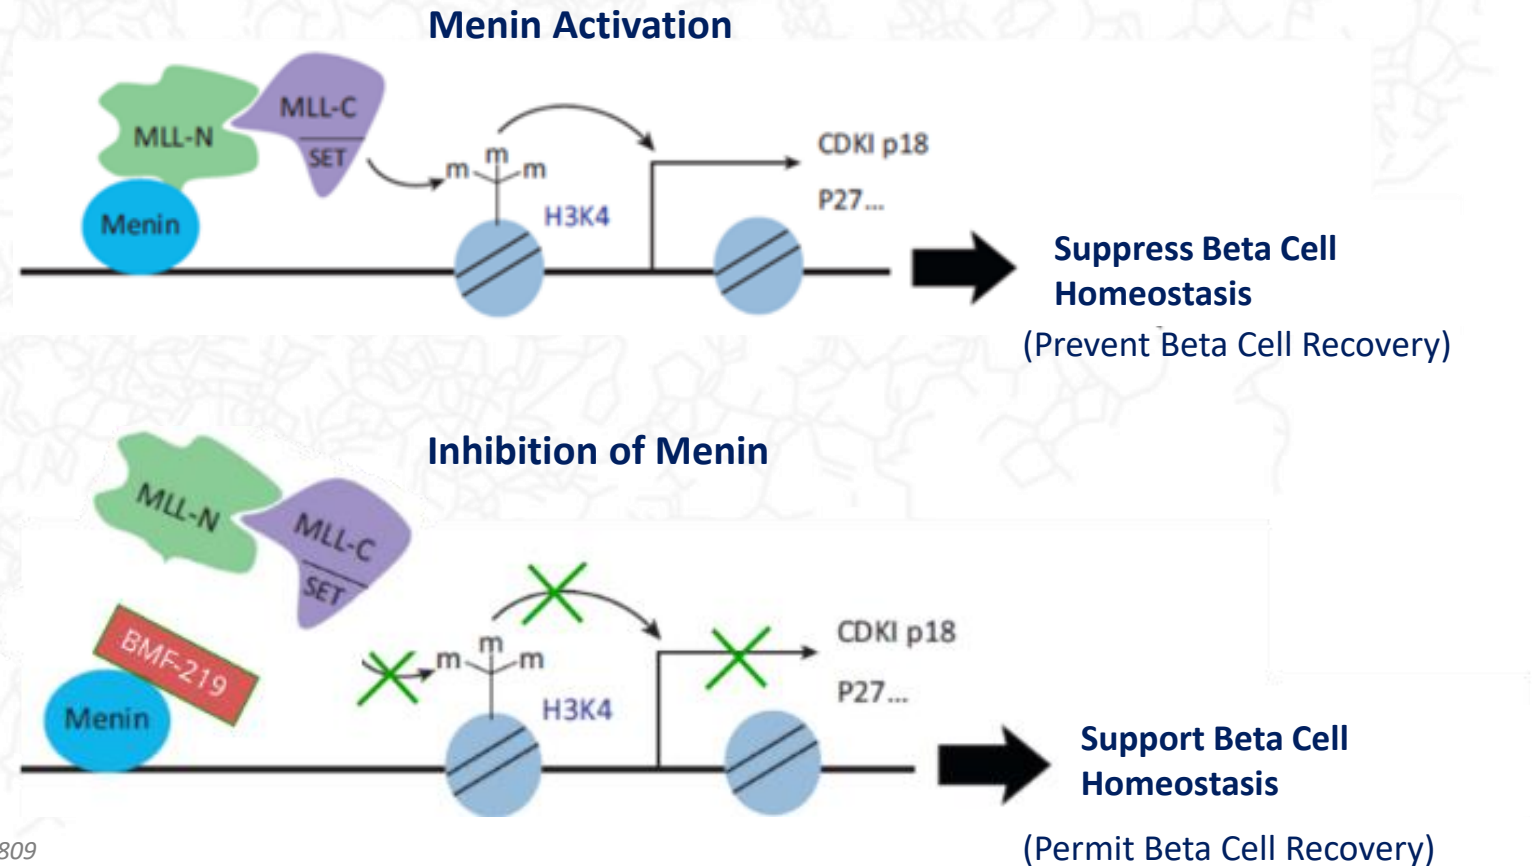 Menin Activation
MLL-N
MLL-C
SET
Menin
m
m
m
H3K4
CDKI p18
P27...
Suppress Beta Cell
Homeostasis
(Prevent Beta Cell Recovery)
Inhibition of Menin
MLL-N
MLL-C
SET
BMF-219
Menin
m
m
m
H3K4
CDKI p18
P27...
Support Beta Cell
Homeostasis
(Permit Beta Cell Recovery)
809